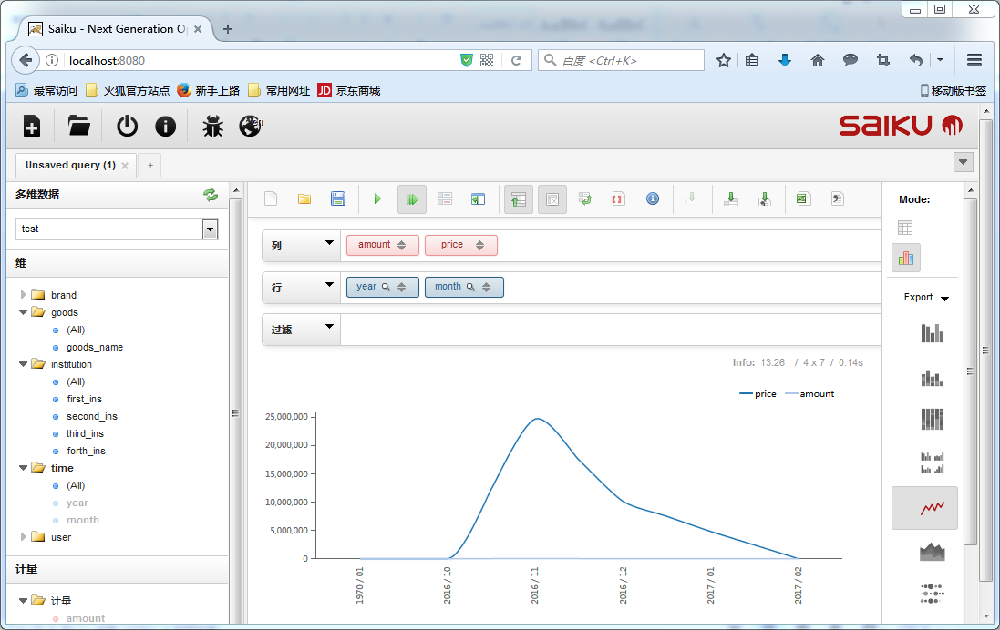 Saiku - Next Generation O
localhost:8080
百度 <Ctrl+K>
最常访问 火狐官方站点 新手上路 常用网址 JD 京东商城 移动版书签
cn
saiku
Unsaved query (1) +
多维数据
test
维
brand
goods
(All)
goods_name
institution
(All)
first_ins
second_ins
third_ins
forth_ins
time
(All)
year
month
user
计量
计量
amount
列 amount price
行 year month
过滤
Info: 13:26 / 4 x 7 / 0.14s
price amount
25,000,000
20,000,000
15,000,000
10,000,000
5,000,000
0
1970 / 01
2016 / 10
2016 / 11
2016 / 12
2017 / 01
2017 / 02
Mode:
Export